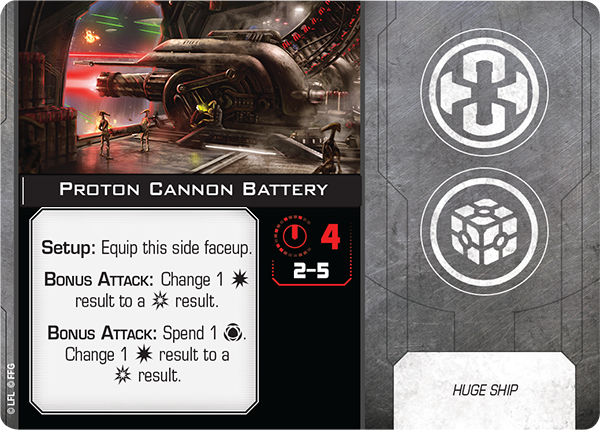 PROTON CANNON BATTERY
Setup: Equip this side faceup.
BONUS ATTACK: Change 1
result to a result.
BONUS ATTACK: Spend 1 .
Change 1 result to a
result.
4
2–5
HUGE SHIP
© LFL © FFG